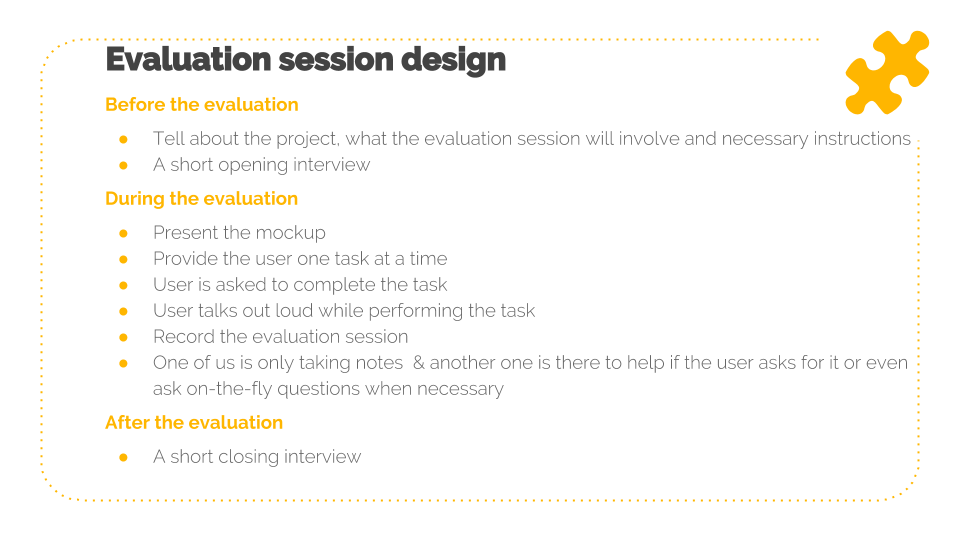 Evaluation session design
Before the evaluation
● Tell about the project, what the evaluation session will involve and necessary instructions
● A short opening interview
During the evaluation
● Present the mockup
● Provide the user one task at a time
● User is asked to complete the task
● User talks out loud while performing the task
● Record the evaluation session
● One of us is only taking notes & another one is there to help if the user asks for it or even
ask on-the-fly questions when necessary
After the evaluation
● A short closing interview